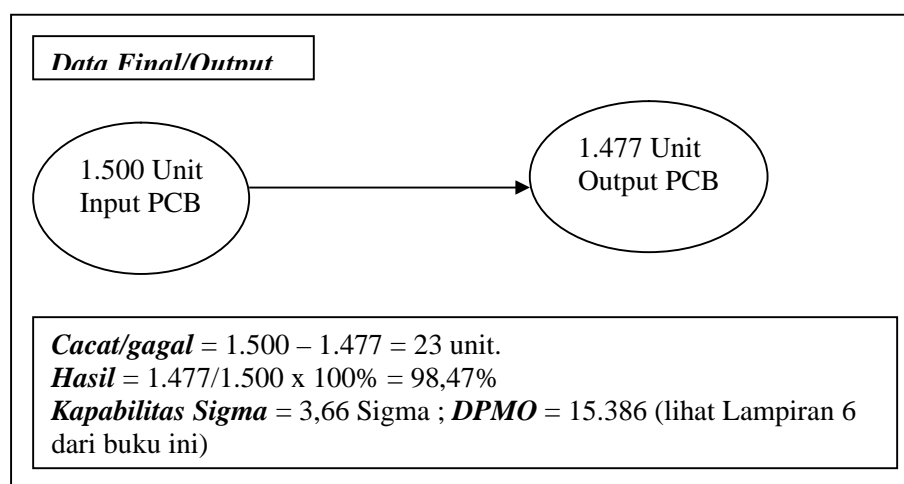 Data Final/Output
1.500 Unit
Input PCB
1.477 Unit
Output PCB
Cacat/gagal = 1.500 – 1.477 = 23 unit.
Hasil = 1.477/1.500 x 100% = 98,47%
Kapabilitas Sigma = 3,66 Sigma ; DPMO = 15.386 (lihat Lampiran 6
dari buku ini)